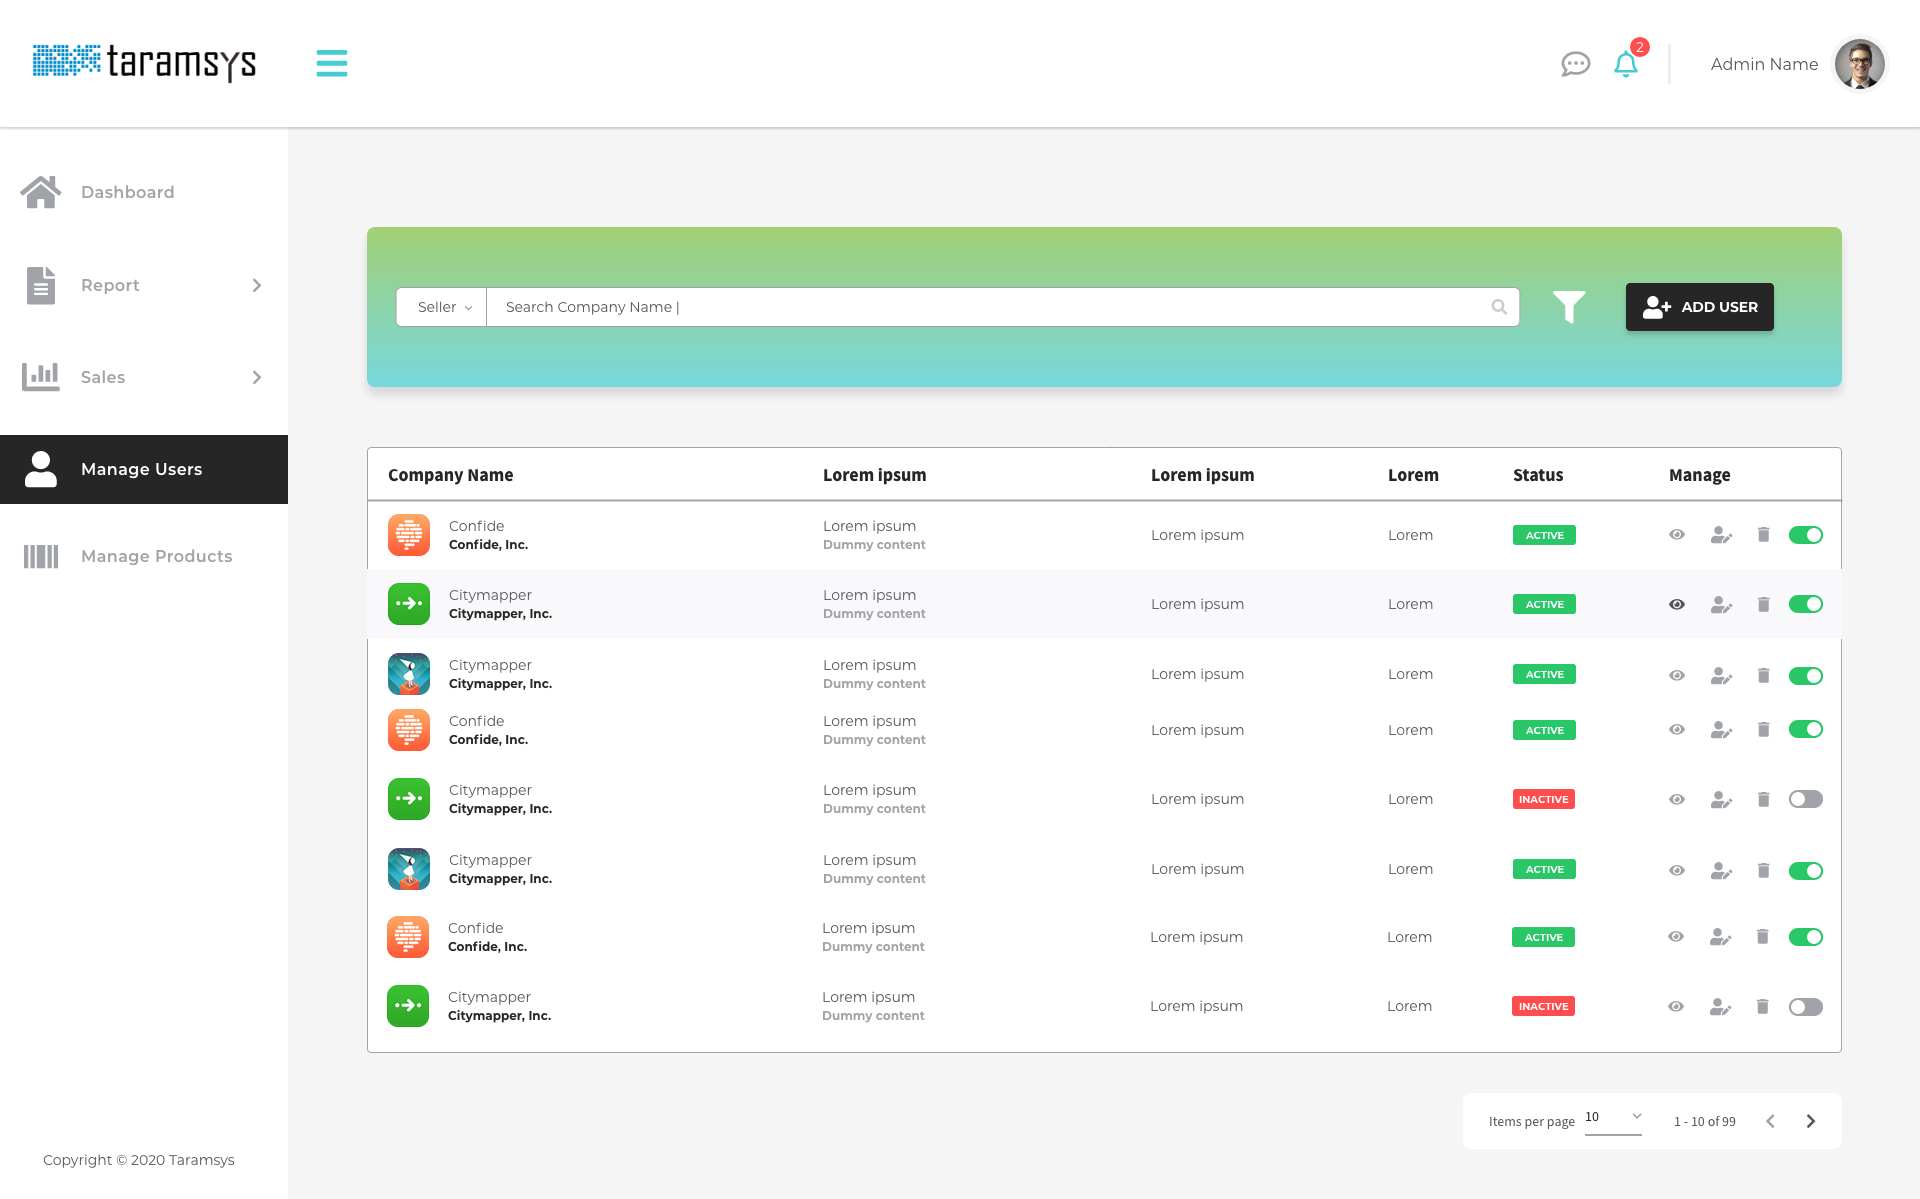 taramsys
2
Admin Name
Dashboard
Report
Sales
Manage Users
Manage Products
Seller
Search Company Name |
ADD USER
Company Name Lorem ipsum Lorem ipsum Lorem Status Manage
Confide Lorem ipsum
Confide, Inc. Dummy content Lorem ipsum Lorem ACTIVE
Citymapper Lorem ipsum
Citymapper, Inc. Dummy content Lorem ipsum Lorem ACTIVE
Citymapper Lorem ipsum
Citymapper, Inc. Dummy content Lorem ipsum Lorem ACTIVE
Confide Lorem ipsum
Confide, Inc. Dummy content Lorem ipsum Lorem ACTIVE
Citymapper Lorem ipsum
Citymapper, Inc. Dummy content Lorem ipsum Lorem INACTIVE
Citymapper Lorem ipsum
Citymapper, Inc. Dummy content Lorem ipsum Lorem ACTIVE
Confide Lorem ipsum
Confide, Inc. Dummy content Lorem ipsum Lorem ACTIVE
Citymapper Lorem ipsum
Citymapper, Inc. Dummy content Lorem ipsum Lorem INACTIVE
Items per page 10 1 - 10 of 99
Copyright © 2020 Taramsys